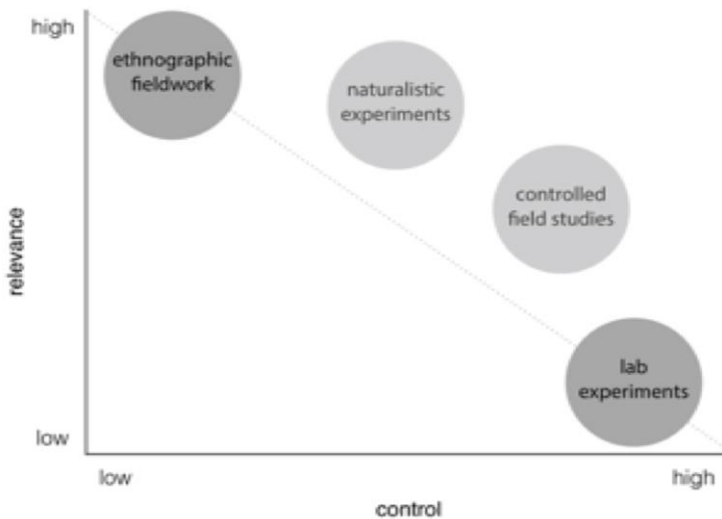 high
ethnographic
fieldwork
naturalistic
experiments
controlled
field studies
relevance
lab
experiments
low
low
high
control